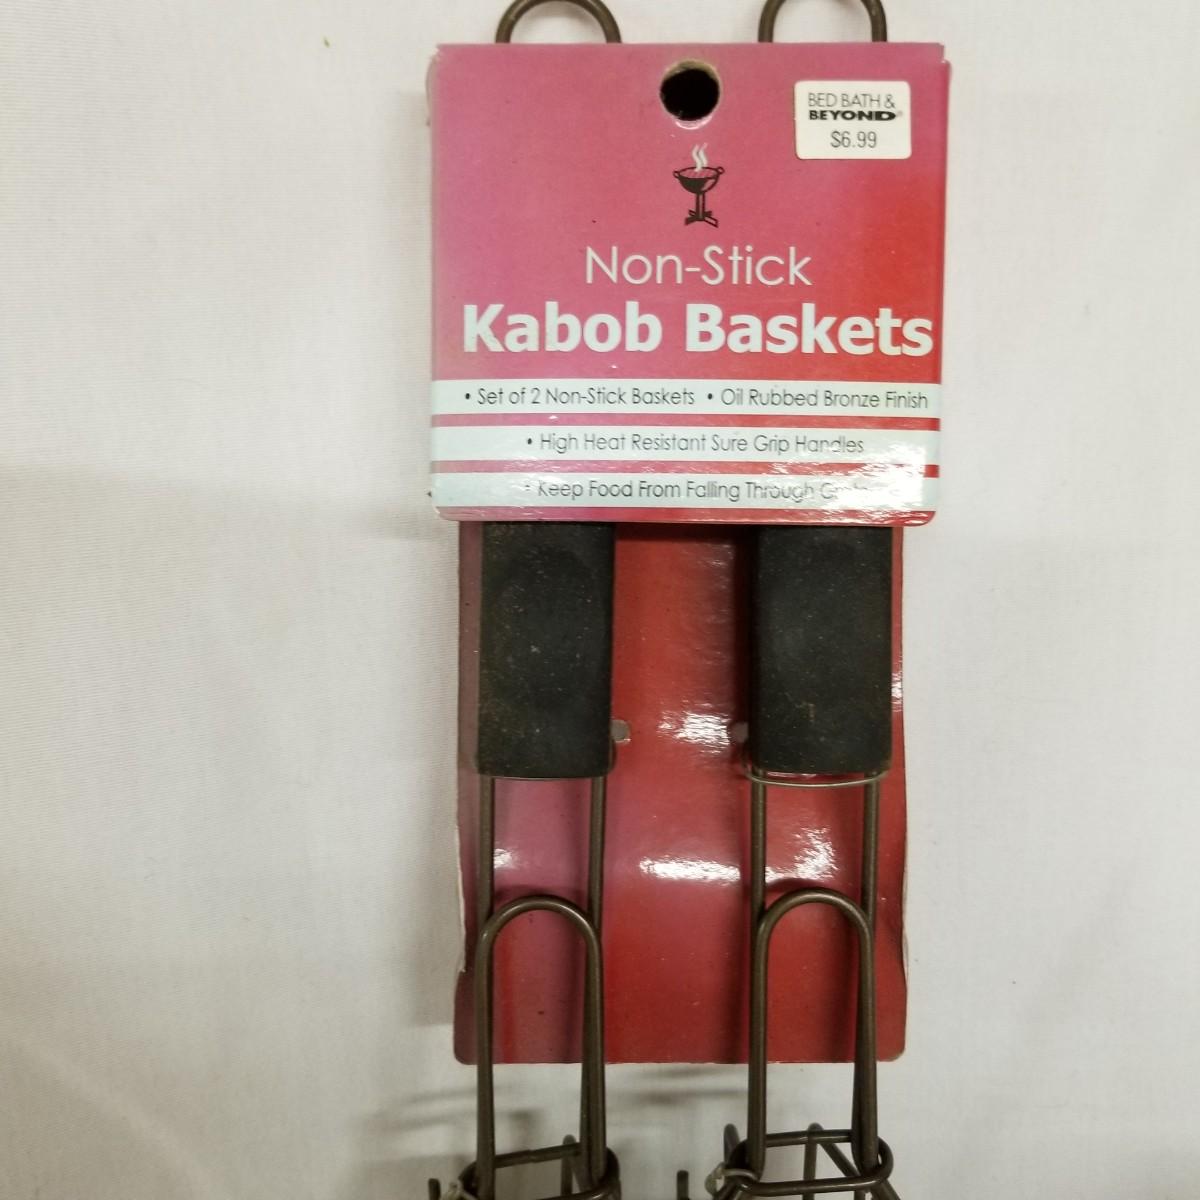 BED BATH &
BEYOND®
$6.99
Non-Stick
Kabob Baskets
• Set of 2 Non-Stick Baskets • Oil Rubbed Bronze Finish
• High Heat Resistant Sure Grip Handles
• Keep Food From Falling Through